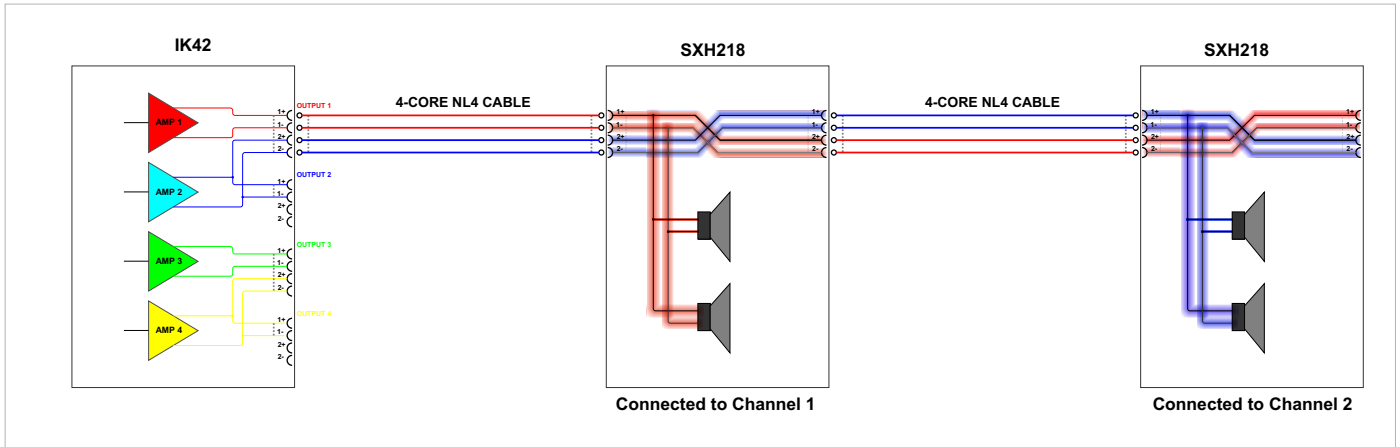 IK42
SXH218
SXH218
OUTPUT 1
4-CORE NL4 CABLE
4-CORE NL4 CABLE
1+
1-
2+
2-
1+
1-
2+
2-
1+
1-
2+
2-
1+
1-
2+
2-
1+
1-
2+
2-
AMP 1
OUTPUT 2
1+
1-
2+
2-
AMP 2
OUTPUT 3
1+
1-
2+
2-
AMP 3
OUTPUT 4
1+
1-
2+
2-
AMP 4
Connected to Channel 1
Connected to Channel 2